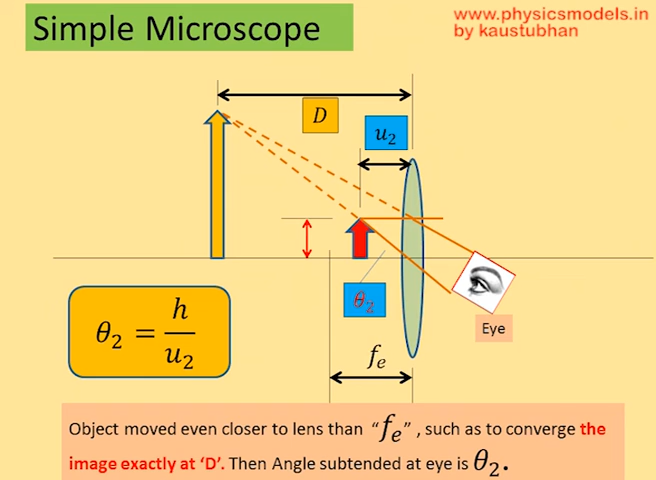 Simple Microscope
www.physicsmodels.in
by kaustubhan
D
u₂
θ₂
θ₂ = h/u₂
fₑ
Eye
Object moved even closer to lens than “fₑ”, such as to converge the
image exactly at ‘D’. Then Angle subtended at eye is θ₂.